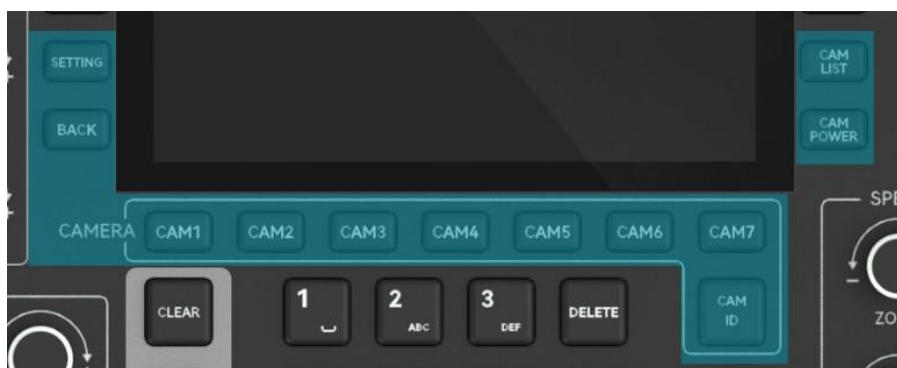 SETTING
CAM
LIST
BACK
CAM
POWER
CAMERA
CAM1
CAM2
CAM3
CAM4
CAM5
CAM6
CAM7
CLEAR
1
2
ABC
3
DEF
DELETE
CAM
ID